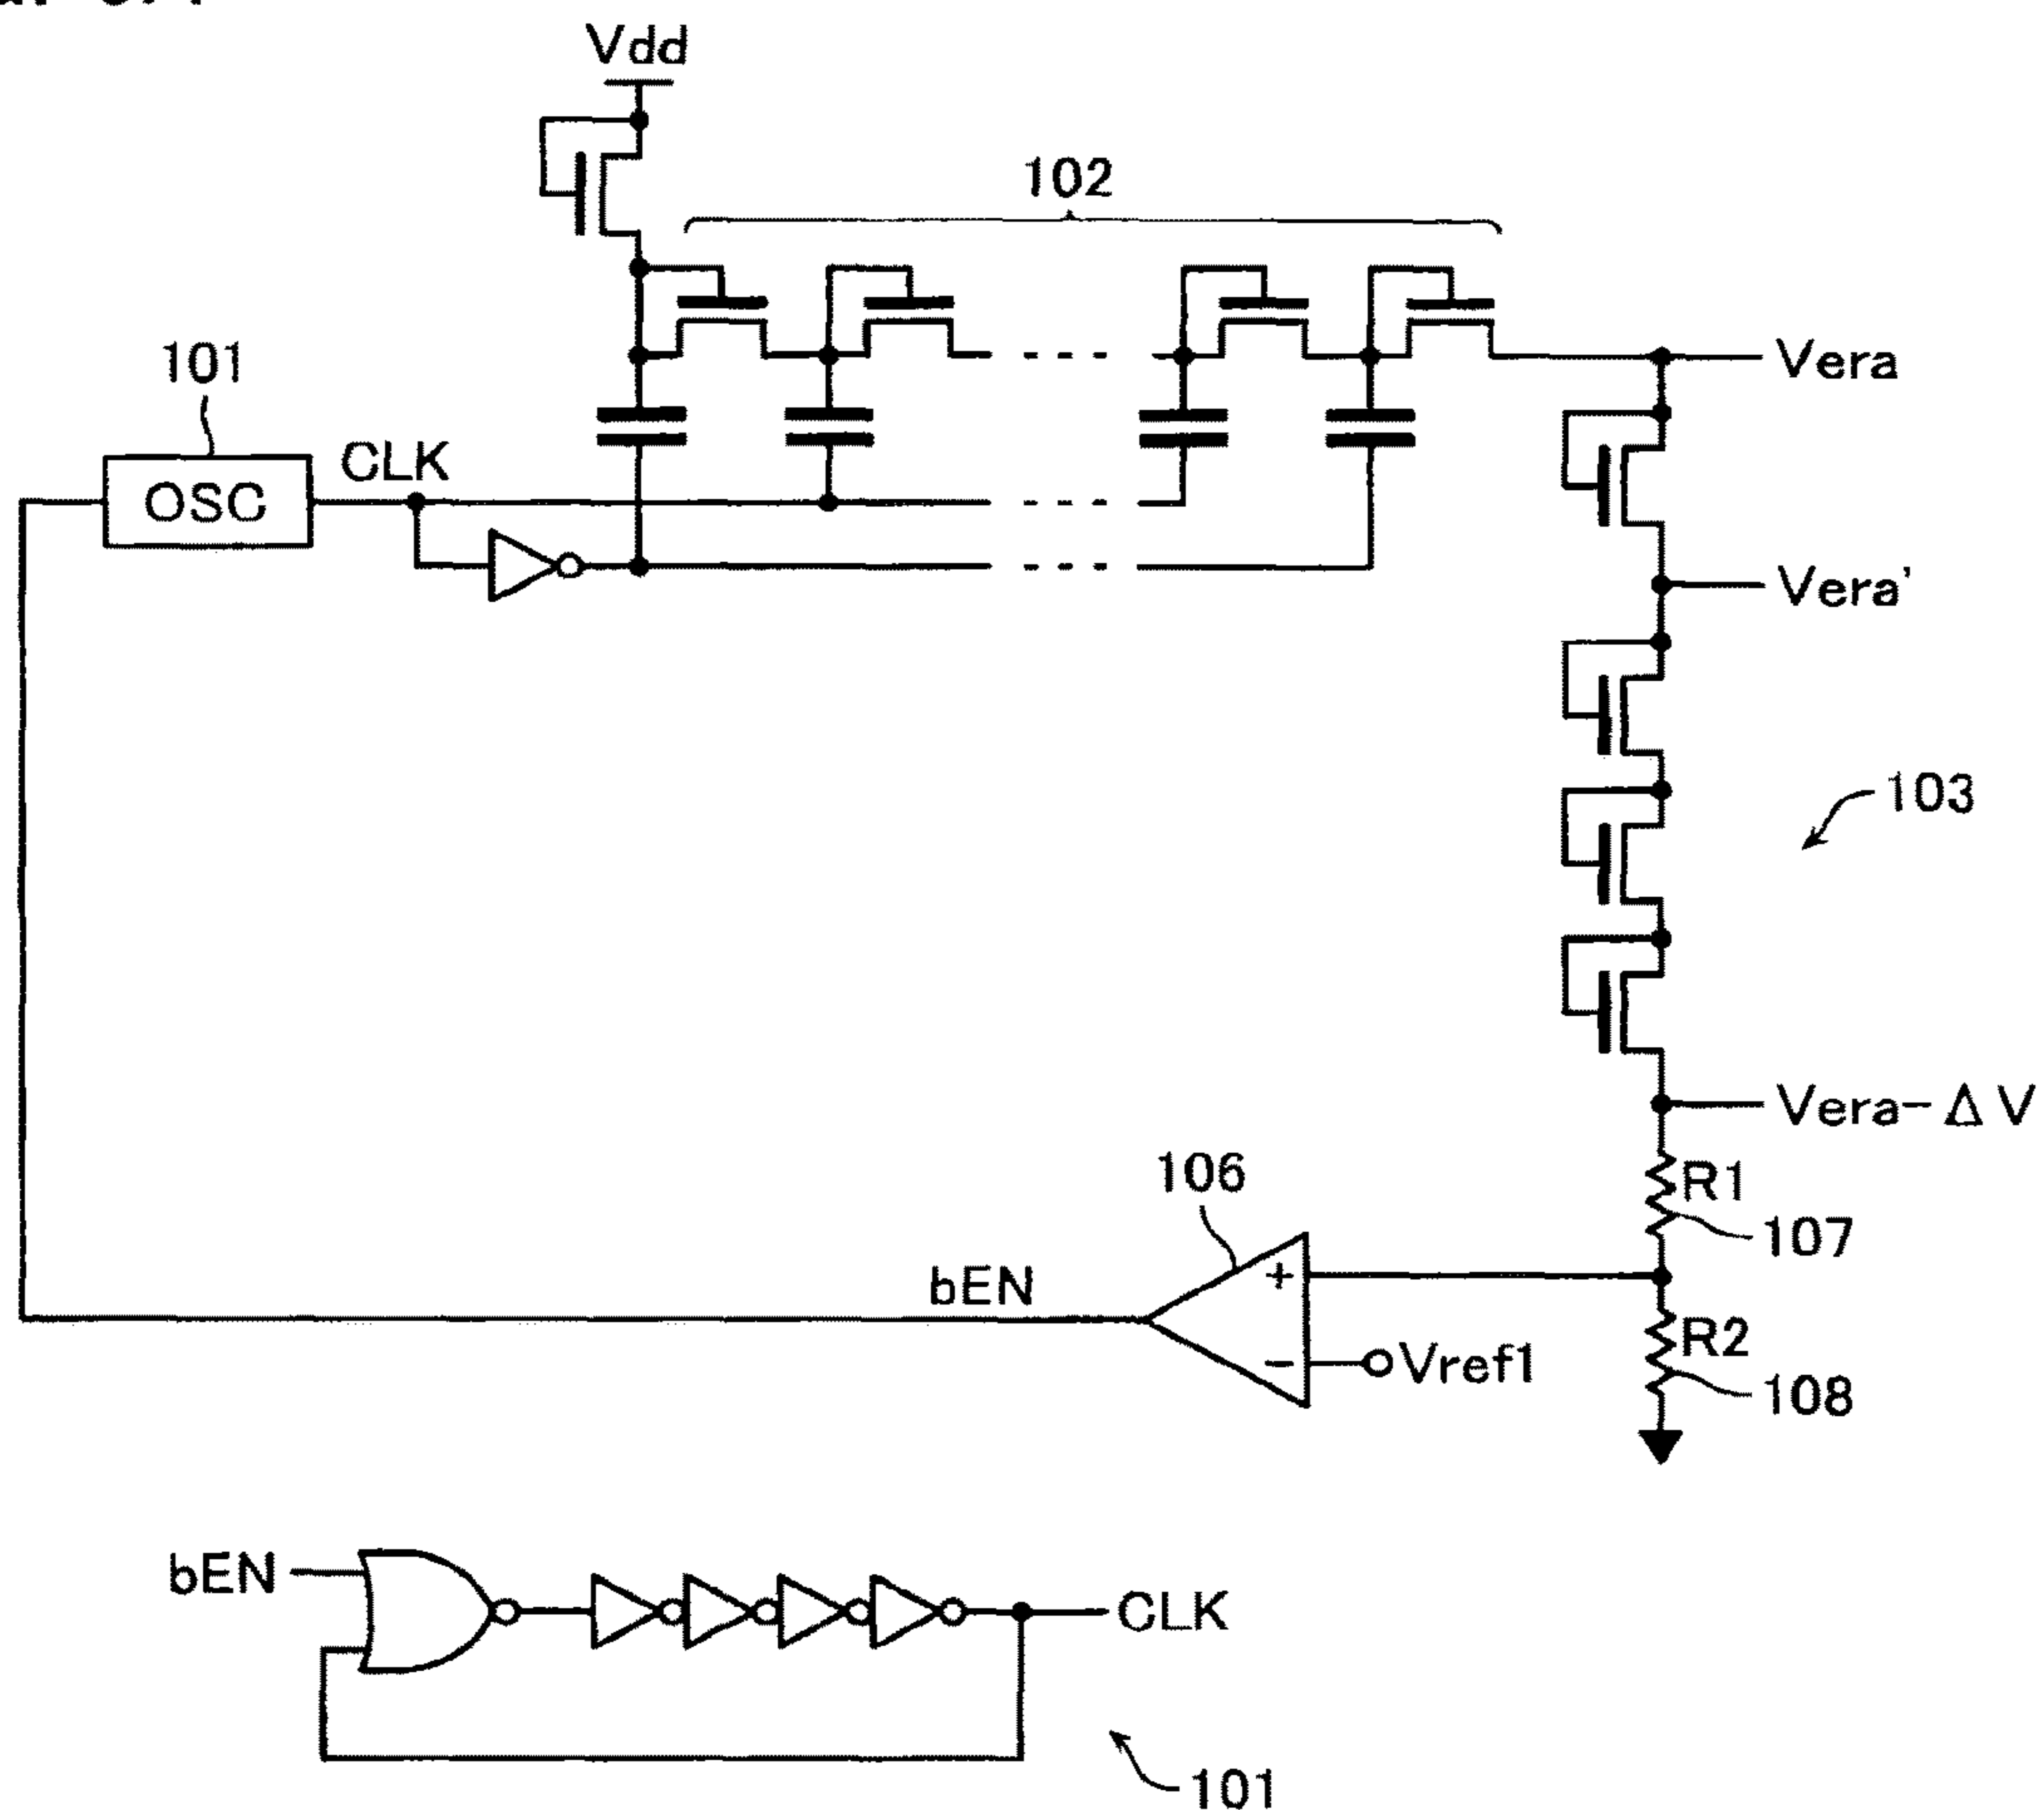 Vdd
102
101
CLK
OSC
Vera
Vera'
103
Vera-ΔV
R1
107
106
bEN
+
-
Vref1
R2
108
bEN
CLK
101